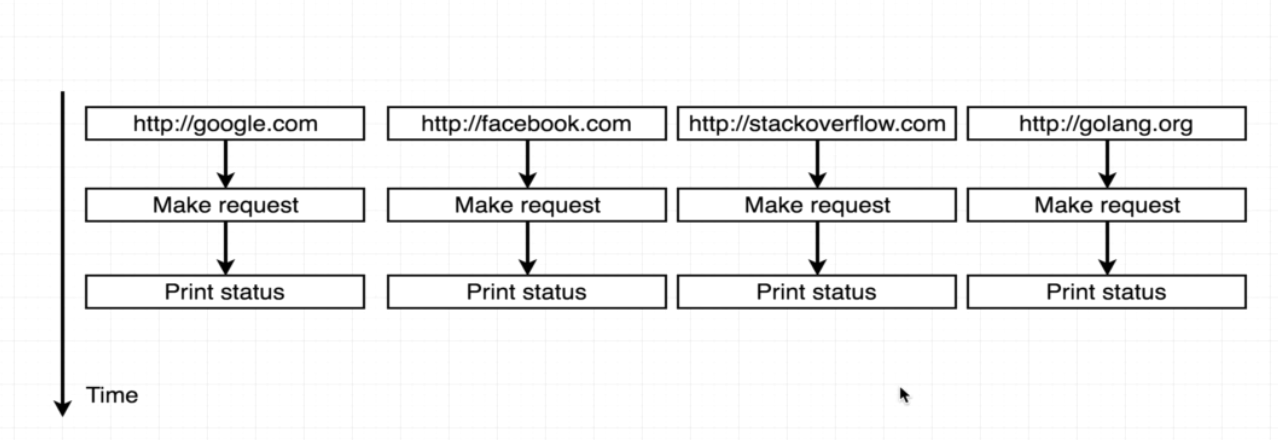 http://google.com
http://facebook.com
http://stackoverflow.com
http://golang.org
Make request
Make request
Make request
Make request
Print status
Print status
Print status
Print status
Time